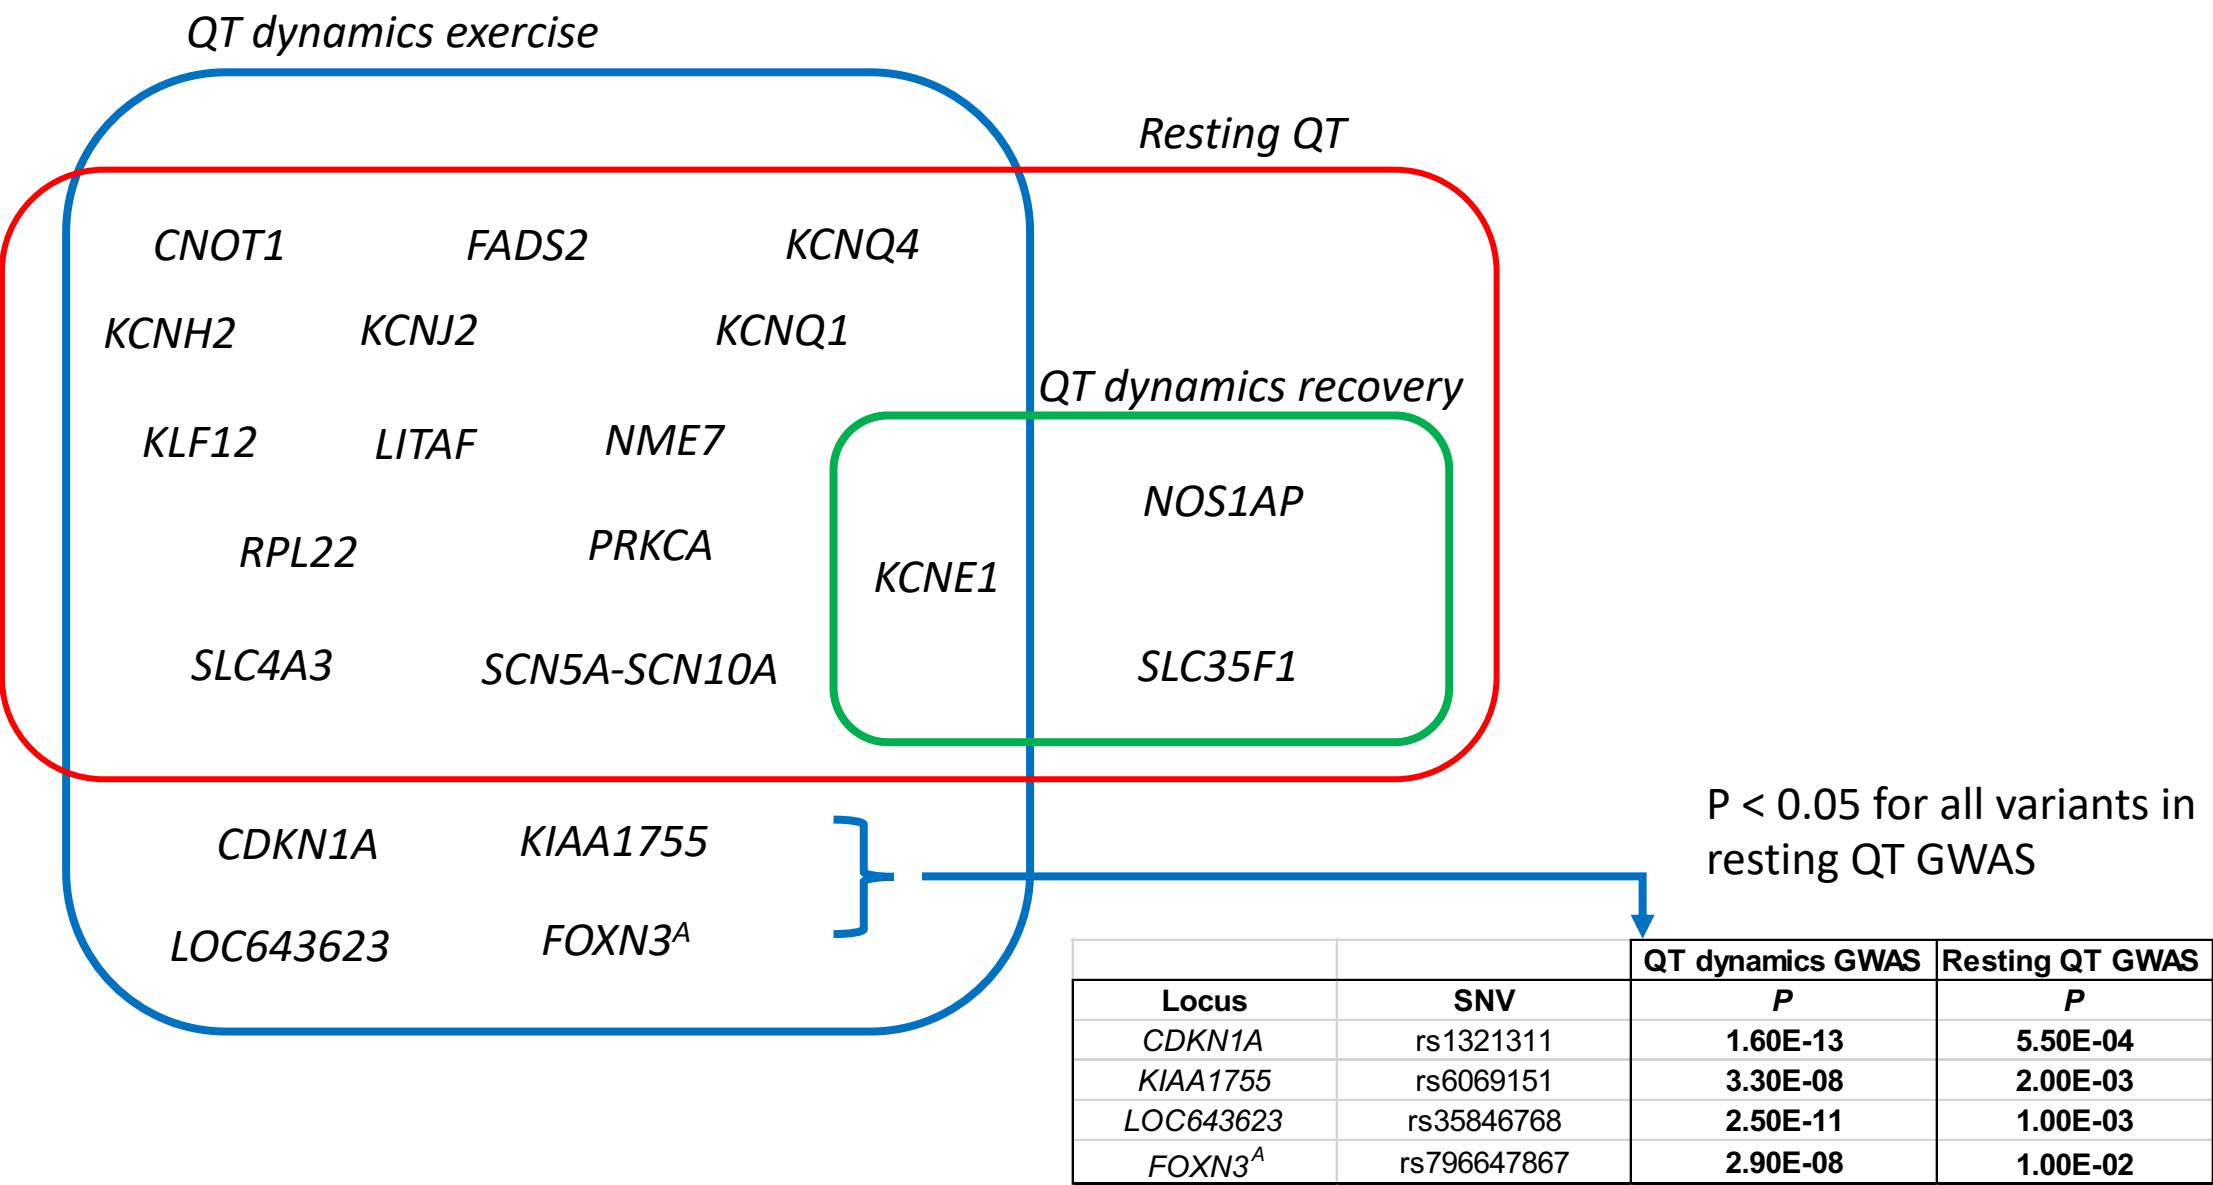 QT dynamics exercise
Resting QT
CNOT1 FADS2 KCNQ4
KCNH2 KCNJ2 KCNQ1
QT dynamics recovery
KLF12 LITAF NME7
NOS1AP
RPL22 PRKCA
KCNE1
SLC4A3 SCN5A-SCN10A SLC35F1
P < 0.05 for all variants in
resting QT GWAS
CDKN1A KIAA1755
LOC643623 FOXN3A
QT dynamics GWAS Resting QT GWAS
Locus SNV P P
CDKN1A rs1321311 1.60E-13 5.50E-04
KIAA1755 rs6069151 3.30E-08 2.00E-03
LOC643623 rs35846768 2.50E-11 1.00E-03
FOXN3A rs796647867 2.90E-08 1.00E-02